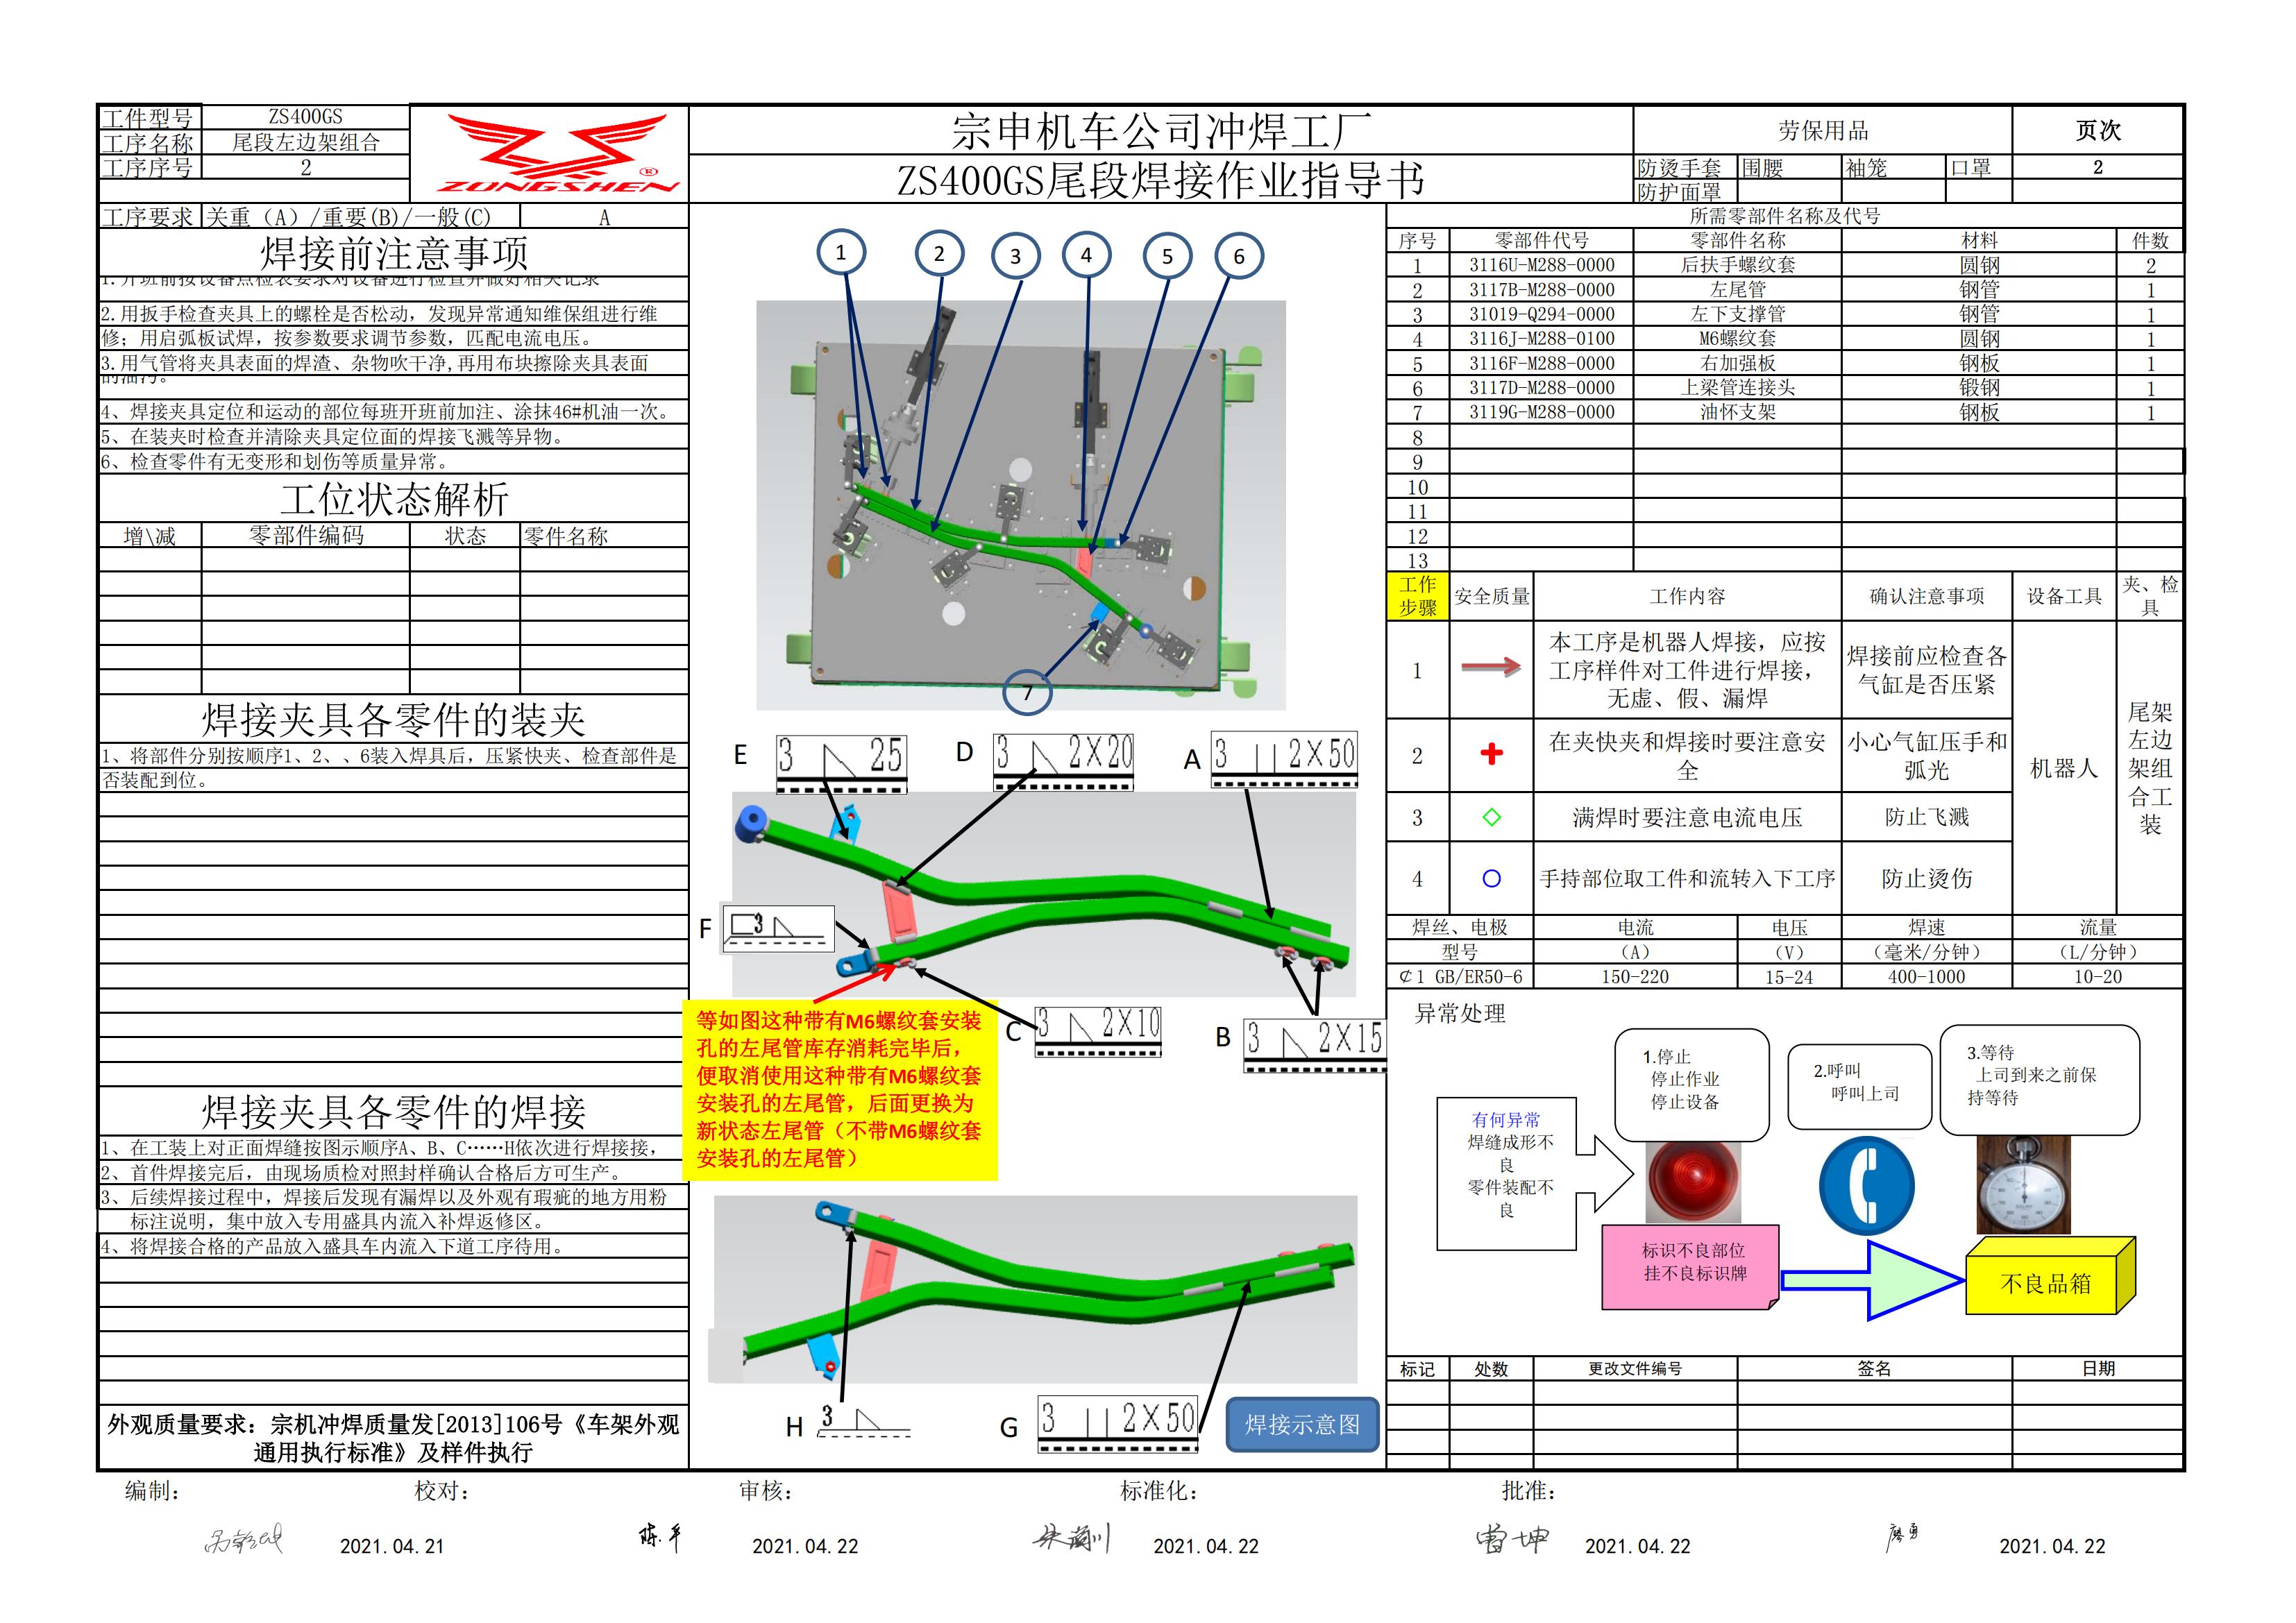 工件型号 ZS400GS
工序名称 尾段左边架组合
工序序号 2
ZONGSHEN ®
宗申机车公司冲焊工厂
ZS400GS尾段焊接作业指导书
劳保用品 页次
防烫手套 围腰 袖笼 口罩 2
防护面罩
工序要求 关重（A）/重要(B)/一般(C) A
焊接前注意事项
1.开班前按设备点检表要求对设备进行检查并做好相关记录
2.用扳手检查夹具上的螺栓是否松动，发现异常通知维保组进行维
修；用启弧板试焊，按参数要求调节参数，匹配电流电压。
3.用气管将夹具表面的焊渣、杂物吹干净,再用布块擦除夹具表面
的油污。
4、焊接夹具定位和运动的部位每班开班前加注、涂抹46#机油一次。
5、在装夹时检查并清除夹具定位面的焊接飞溅等异物。
6、检查零件有无变形和划伤等质量异常。
工位状态解析
增\减 零部件编码 状态 零件名称
焊接夹具各零件的装夹
1、将部件分别按顺序1、2、、6装入焊具后，压紧快夹、检查部件是
否装配到位。
焊接夹具各零件的焊接
1、在工装上对正面焊缝按图示顺序A、B、C……H依次进行焊接接，
2、首件焊接完后，由现场质检对照封样确认合格后方可生产。
3、后续焊接过程中，焊接后发现有漏焊以及外观有瑕疵的地方用粉
标注说明，集中放入专用盛具内流入补焊返修区。
4、将焊接合格的产品放入盛具车内流入下道工序待用。
外观质量要求：宗机冲焊质量发[2013]106号《车架外观
通用执行标准》及样件执行
1 2 3 4 5 6
7
E 3 25
D 3 2X20
A 3 2X50
F 3
C 3 2X10
B 3 2X15
等如图这种带有M6螺纹套安装
孔的左尾管库存消耗完毕后，
便取消使用这种带有M6螺纹套
安装孔的左尾管，后面更换为
新状态左尾管（不带M6螺纹套
安装孔的左尾管）
H 3
G 3 2X50
焊接示意图
所需零部件名称及代号
序号 零部件代号 零部件名称 材料 件数
1 3116U-M288-0000 后扶手螺纹套 圆钢 2
2 3117B-M288-0000 左尾管 钢管 1
3 31019-Q294-0000 左下支撑管 钢管 1
4 3116J-M288-0100 M6螺纹套 圆钢 1
5 3116F-M288-0000 右加强板 钢板 1
6 3117D-M288-0000 上梁管连接头 锻钢 1
7 3119G-M288-0000 油怀支架 钢板 1
8
9
10
11
12
13
工作
步骤 安全质量 工作内容 确认注意事项 设备工具 夹、检
具
1 本工序是机器人焊接，应按
工序样件对工件进行焊接，
无虚、假、漏焊
焊接前应检查各
气缸是否压紧
2 在夹快夹和焊接时要注意安
全
小心气缸压手和
弧光
3 满焊时要注意电流电压 防止飞溅
4 手持部位取工件和流转入下工序 防止烫伤
机器人
尾架
左边
架组
合工
装
焊丝、电极 电流 电压 焊速 流量
型号 （A） （V） （毫米/分钟） （L/分钟）
¢1 GB/ER50-6 150-220 15-24 400-1000 10-20
异常处理
有何异常
焊缝成形不
良
零件装配不
良
1.停止
停止作业
停止设备
2.呼叫
呼叫上司
3.等待
上司到来之前保
持等待
标识不良部位
挂不良标识牌
不良品箱
标记 处数 更改文件编号 签名 日期
编制： 校对： 审核： 标准化： 批准：
2021.04.21 陈平 2021.04.22 2021.04.22 雷坤 2021.04.22 廖勇 2021.04.22